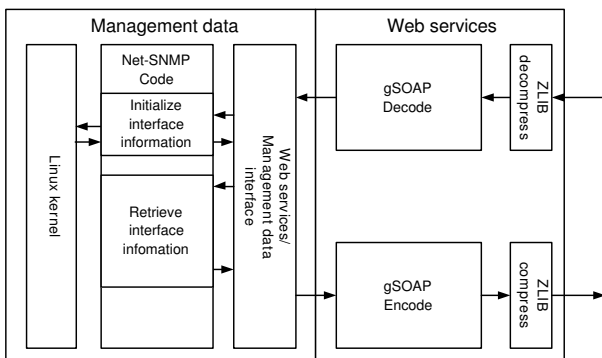 Management data
Web services
Net-SNMP
Code
Initialize
interface
information
Retrieve
interface
infomation
Linux kernel
Web services/
Management data
interface
gSOAP
Decode
ZLIB
decompress
gSOAP
Encode
ZLIB
compress